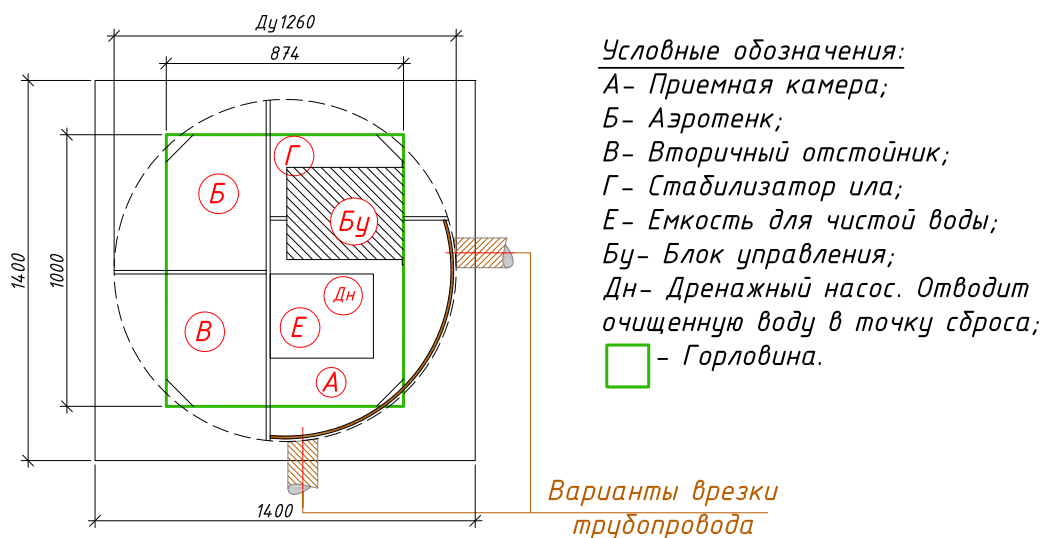 Ду1260
874
1400
1000
1400
Г
Б
Бу
Дн
Е
В
А
Условные обозначения:
А- Приемная камера;
Б- Аэротенк;
В- Вторичный отстойник;
Г- Стабилизатор ила;
Е- Емкость для чистой воды;
Бу- Блок управления;
Дн- Дренажный насос. Отводит
очищенную воду в точку сброса;
- Горловина.
Варианты врезки
трубопровода